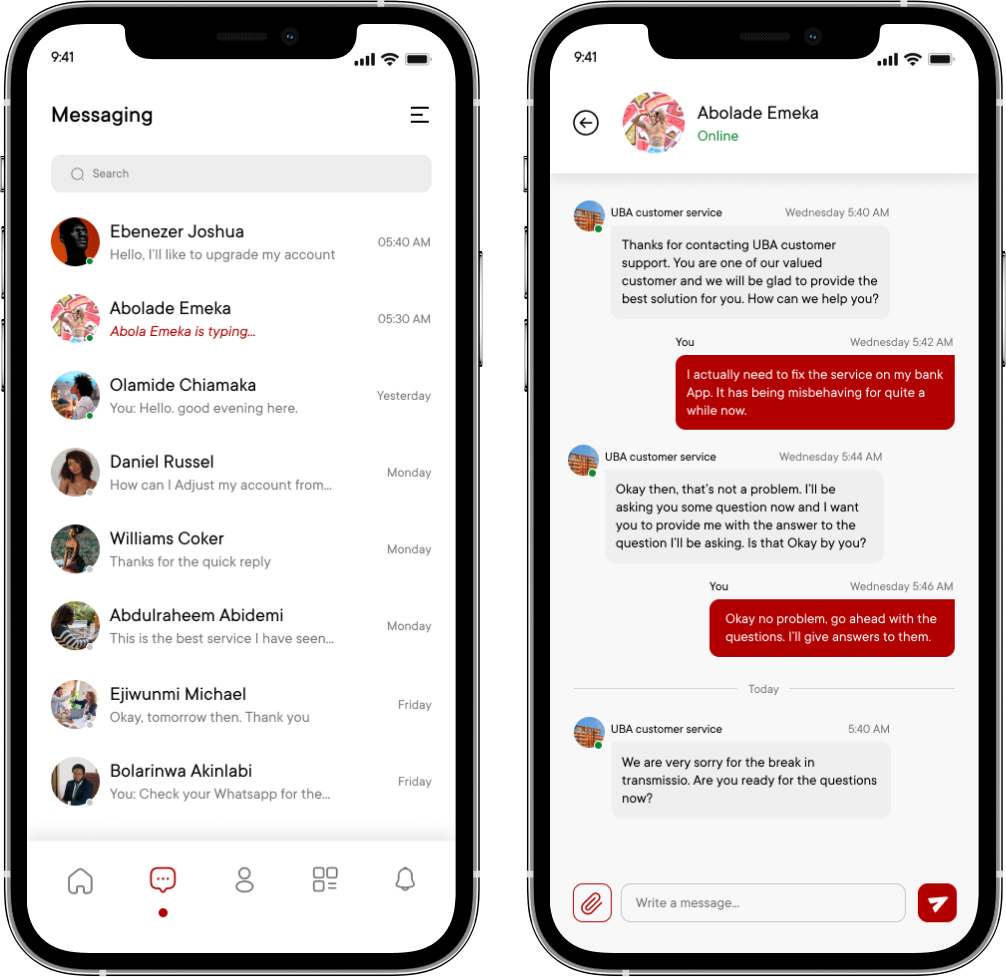 9:41
Messaging
Search
Ebenezer Joshua
Hello, I'll like to upgrade my account
05:40 AM
Abolade Emeka
Abola Emeka is typing...
05:30 AM
Olamide Chiamaka
You: Hello. good evening here.
Yesterday
Daniel Russel
How can I Adjust my account from...
Monday
Williams Coker
Thanks for the quick reply
Monday
Abdulraheem Abidemi
This is the best service I have seen...
Monday
Ejiwunmi Michael
Okay, tomorrow then. Thank you
Friday
Bolarinwa Akinlabi
You: Check your Whatsapp for the...
Friday
9:41
Abolade Emeka
Online
UBA customer service
Wednesday 5:40 AM
Thanks for contacting UBA customer
support. You are one of our valued
customer and we will be glad to provide the
best solution for you. How can we help you?
You
Wednesday 5:42 AM
I actually need to fix the service on my bank
App. It has being misbehaving for quite a
while now.
UBA customer service
Wednesday 5:44 AM
Okay then, that's not a problem. I'll be
asking you some question now and I want
you to provide me with the answer to the
question I'll be asking. Is that Okay by you?
You
Wednesday 5:46 AM
Okay no problem, go ahead with the
questions. I'll give answers to them.
Today
UBA customer service
5:40 AM
We are very sorry for the break in
transmissio. Are you ready for the questions
now?
Write a message...